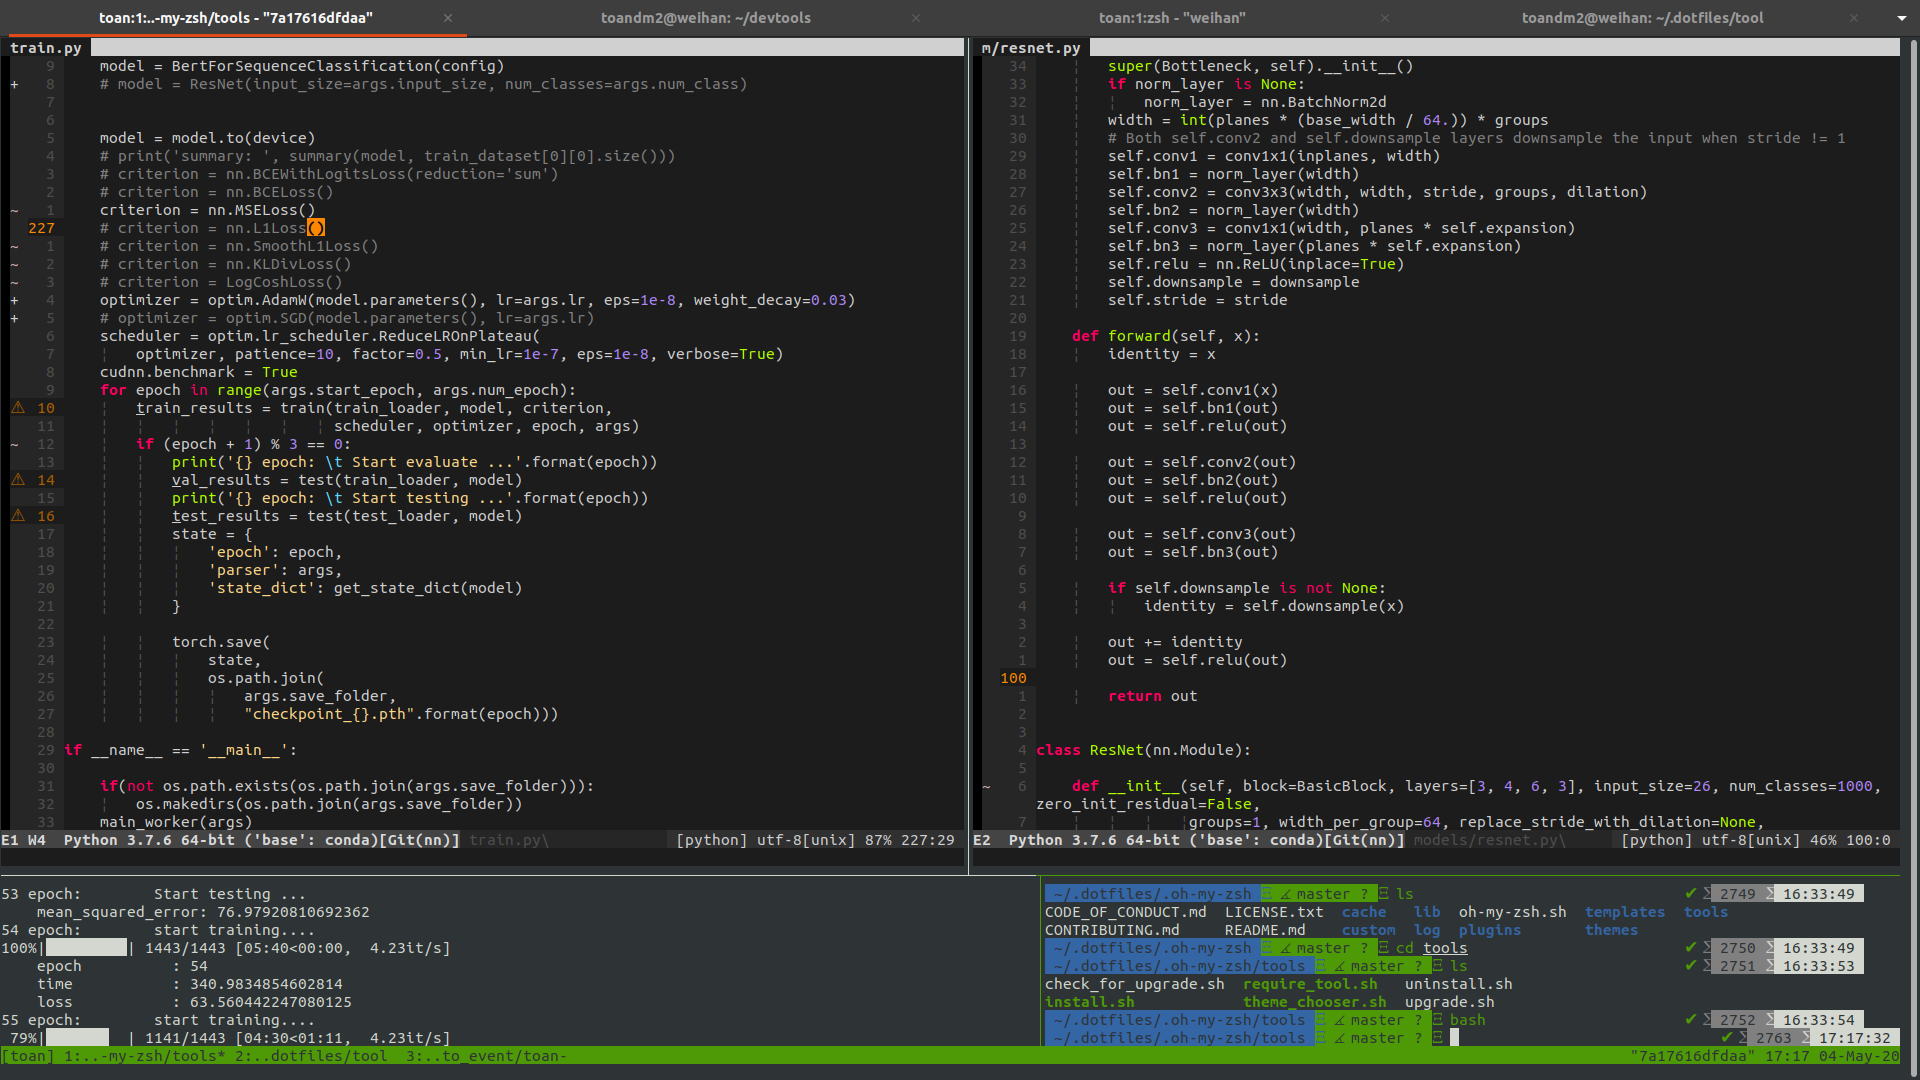 toan:1:..-my-zsh/tools - "7a17616dfdaa" × toandm2@weihan: ~/devtools × toan:1:zsh - "weihan" × toandm2@weihan: ~/.dotfiles/tool ×
train.py
9 model = BertForSequenceClassification(config)
+ 8 # model = ResNet(input_size=args.input_size, num_classes=args.num_class)
7
6
5 model = model.to(device)
4 # print('summary: ', summary(model, train_dataset[0][0].size()))
3 # criterion = nn.BCEWithLogitsLoss(reduction='sum')
2 # criterion = nn.BCELoss()
~ 1 criterion = nn.MSELoss()
227 # criterion = nn.L1Loss()
~ 1 # criterion = nn.SmoothL1Loss()
~ 2 # criterion = nn.KLDivLoss()
~ 3 # criterion = LogCoshLoss()
+ 4 optimizer = optim.AdamW(model.parameters(), lr=args.lr, eps=1e-8, weight_decay=0.03)
+ 5 # optimizer = optim.SGD(model.parameters(), lr=args.lr)
6 scheduler = optim.lr_scheduler.ReduceLROnPlateau(
7 optimizer, patience=10, factor=0.5, min_lr=1e-7, eps=1e-8, verbose=True)
8 cudnn.benchmark = True
9 for epoch in range(args.start_epoch, args.num_epoch):
⚠ 10 train_results = train(train_loader, model, criterion,
11 scheduler, optimizer, epoch, args)
~ 12 if (epoch + 1) % 3 == 0:
13 print('{} epoch: \t Start evaluate ...'.format(epoch))
⚠ 14 val_results = test(train_loader, model)
15 print('{} epoch: \t Start testing ...'.format(epoch))
⚠ 16 test_results = test(test_loader, model)
17 state = {
18 'epoch': epoch,
19 'parser': args,
20 'state_dict': get_state_dict(model)
21 }
22
23 torch.save(
24 state,
25 os.path.join(
26 args.save_folder,
27 "checkpoint_{}.pth".format(epoch)))
28
29 if __name__ == '__main__':
30
31 if(not os.path.exists(os.path.join(args.save_folder))):
32 os.makedirs(os.path.join(args.save_folder))
33 main_worker(args)
E1 W4 Python 3.7.6 64-bit ('base': conda)[Git(nn)] train.py\ [python] utf-8[unix] 87% 227:29
m/resnet.py
34 super(Bottleneck, self).__init__()
33 if norm_layer is None:
32 norm_layer = nn.BatchNorm2d
31 width = int(planes * (base_width / 64.)) * groups
30 # Both self.conv2 and self.downsample layers downsample the input when stride != 1
29 self.conv1 = conv1x1(inplanes, width)
28 self.bn1 = norm_layer(width)
27 self.conv2 = conv3x3(width, width, stride, groups, dilation)
26 self.bn2 = norm_layer(width)
25 self.conv3 = conv1x1(width, planes * self.expansion)
24 self.bn3 = norm_layer(planes * self.expansion)
23 self.relu = nn.ReLU(inplace=True)
22 self.downsample = downsample
21 self.stride = stride
20
19 def forward(self, x):
18 identity = x
17
16 out = self.conv1(x)
15 out = self.bn1(out)
14 out = self.relu(out)
13
12 out = self.conv2(out)
11 out = self.bn2(out)
10 out = self.relu(out)
9
8 out = self.conv3(out)
7 out = self.bn3(out)
6
5 if self.downsample is not None:
4 identity = self.downsample(x)
3
2 out += identity
1 out = self.relu(out)
100
1 return out
2
3
4 class ResNet(nn.Module):
5
~ 6 def __init__(self, block=BasicBlock, layers=[3, 4, 6, 3], input_size=26, num_classes=1000,
zero_init_residual=False,
7 groups=1, width_per_group=64, replace_stride_with_dilation=None,
E2 Python 3.7.6 64-bit ('base': conda)[Git(nn)] models/resnet.py\ [python] utf-8[unix] 46% 100:0
53 epoch: Start testing ...
mean_squared_error: 76.97920810692362
54 epoch: start training....
100%| | 1443/1443 [05:40<00:00, 4.23it/s]
epoch : 54
time : 340.9834854602814
loss : 63.560442247080125
55 epoch: start training....
79%| | 1141/1443 [04:30<01:11, 4.23it/s]
~/.dotfiles/.oh-my-zsh master ? ls ✔ 2749 16:33:49
CODE_OF_CONDUCT.md LICENSE.txt cache lib oh-my-zsh.sh templates tools
CONTRIBUTING.md README.md custom log plugins themes
~/.dotfiles/.oh-my-zsh master ? cd tools ✔ 2750 16:33:49
~/.dotfiles/.oh-my-zsh/tools master ? ls ✔ 2751 16:33:53
check_for_upgrade.sh require_tool.sh uninstall.sh
install.sh theme_chooser.sh upgrade.sh
~/.dotfiles/.oh-my-zsh/tools master ? bash ✔ 2752 16:33:54
~/.dotfiles/.oh-my-zsh/tools master ? ✔ 2763 17:17:32
[toan] 1:..-my-zsh/tools* 2:..dotfiles/tool 3:..to_event/toan- "7a17616dfdaa" 17:17 04-May-20